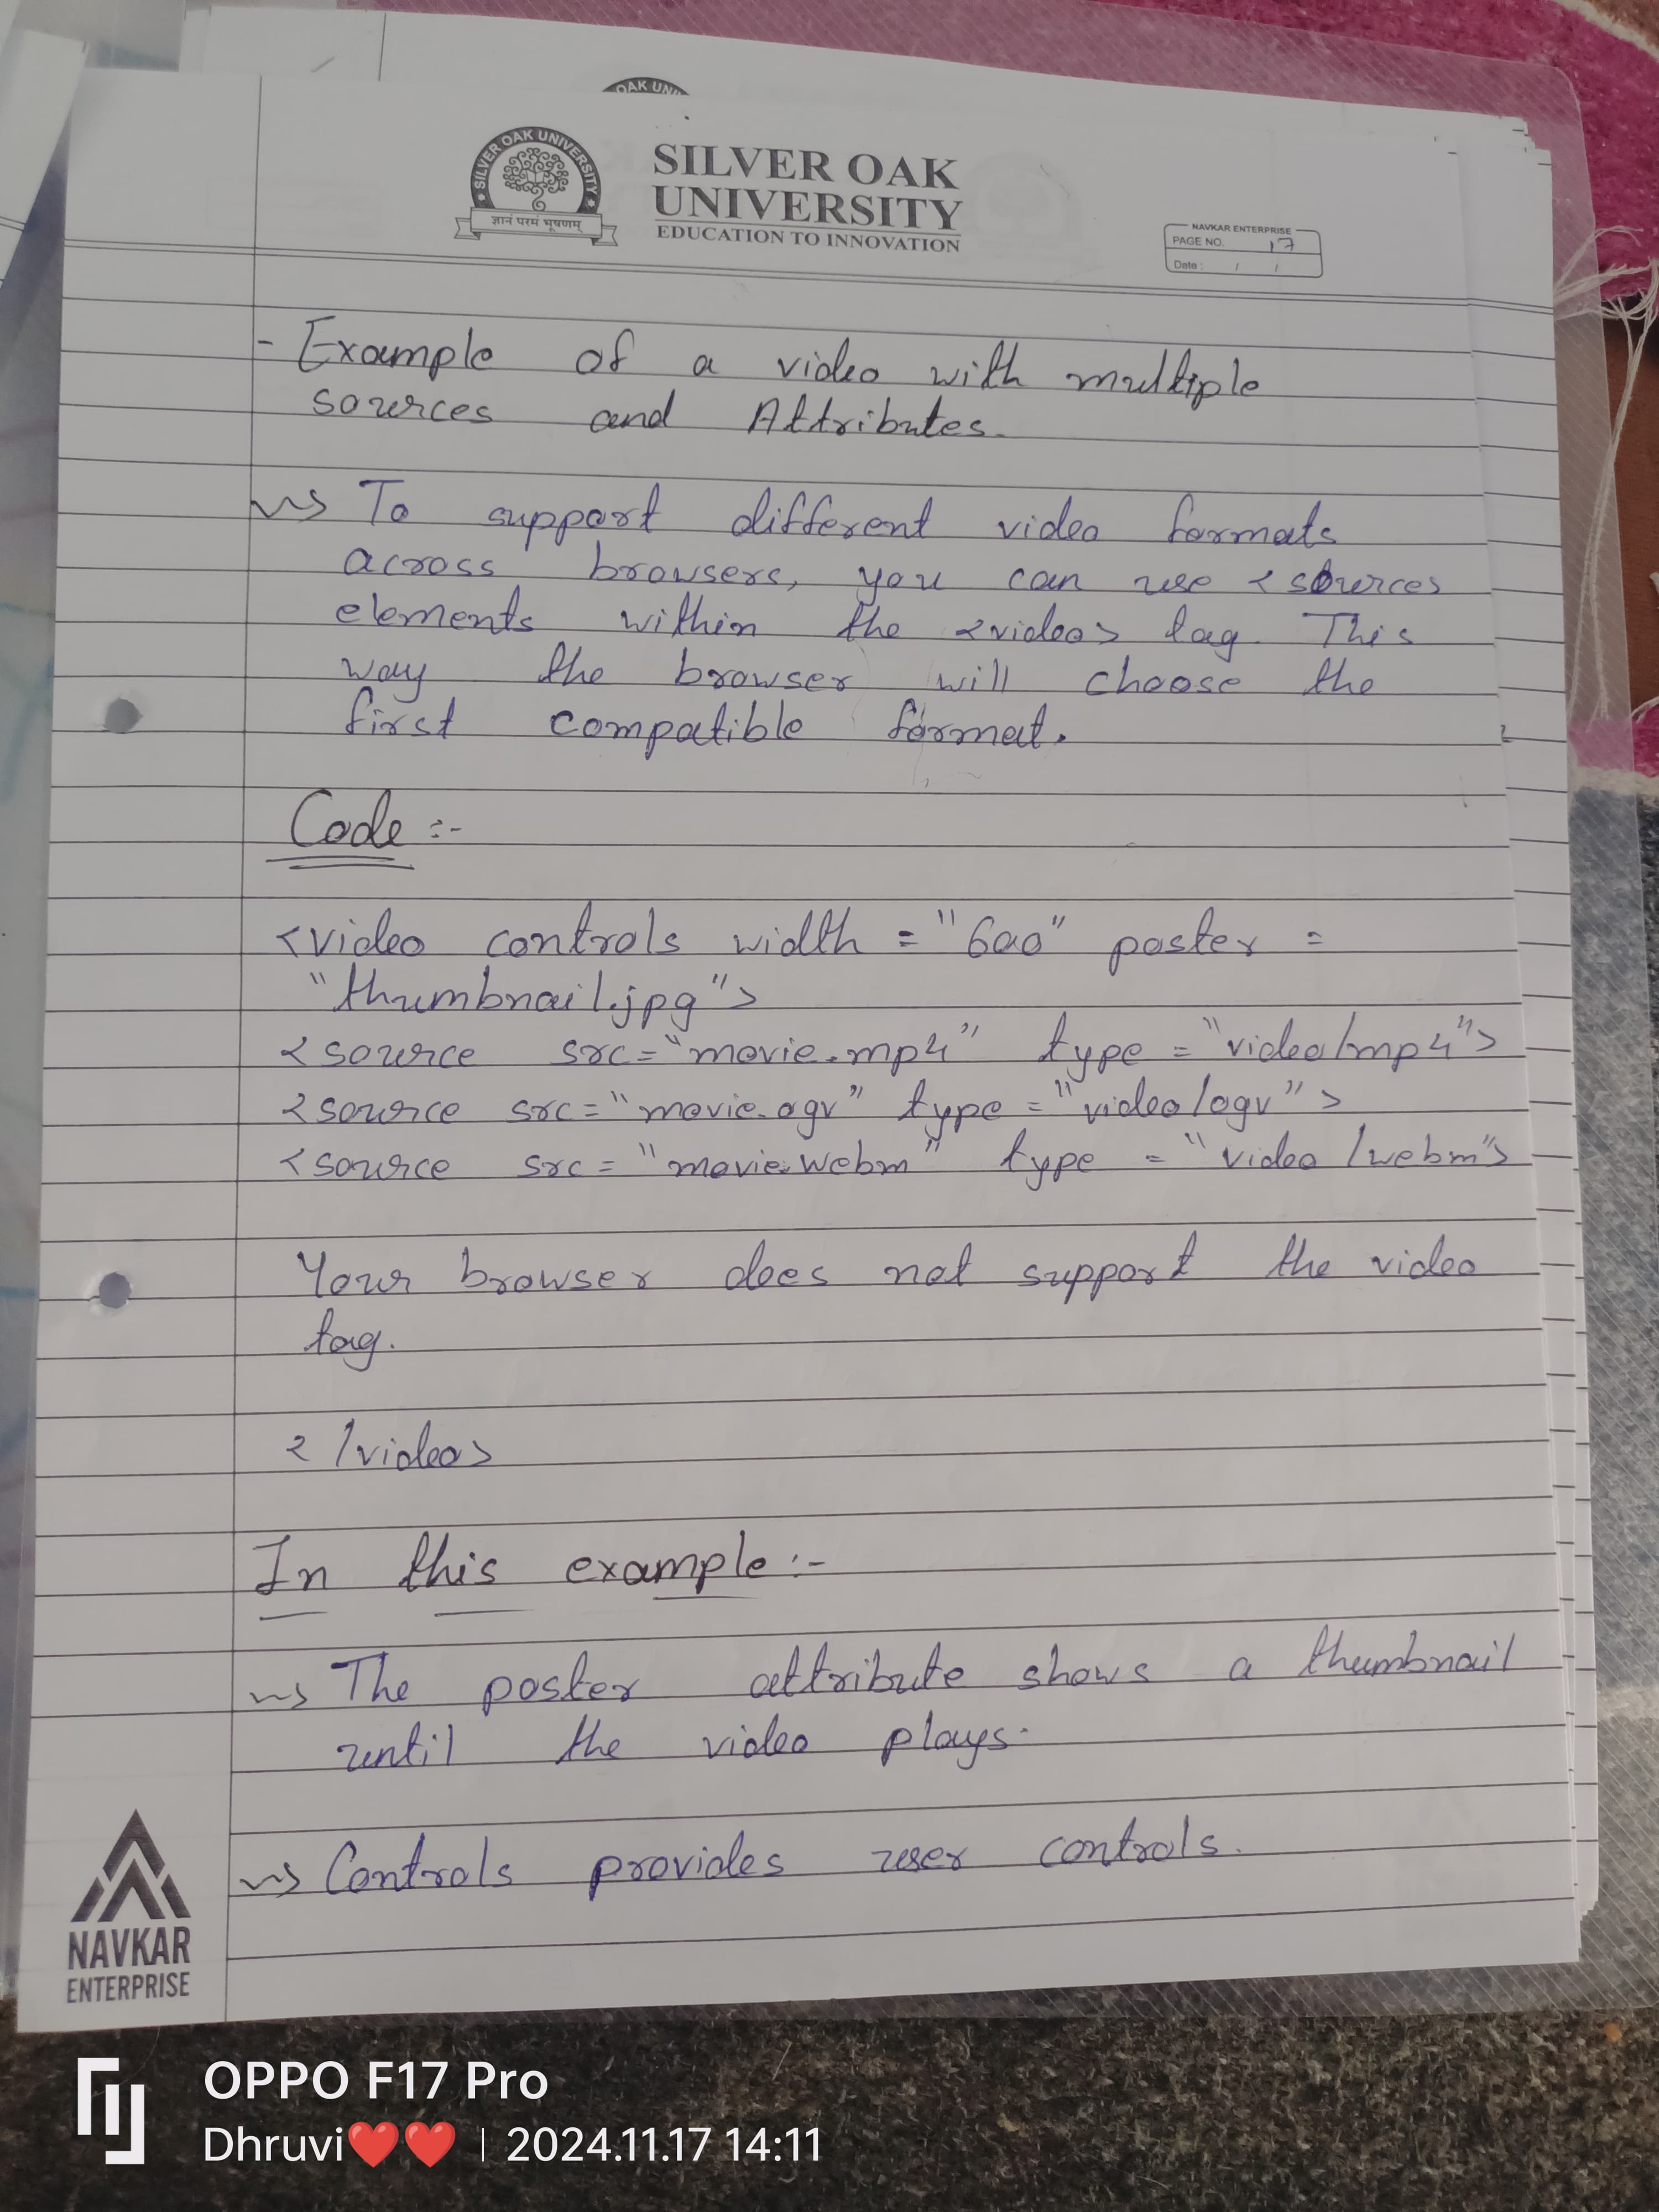 OAK UNI
SILVER OAK UNIVERSITY
ज्ञानं परमं भूषणम्
SILVER OAK
UNIVERSITY
EDUCATION TO INNOVATION
NAVKAR ENTERPRISE
PAGE NO. 17
Date : / /
- Example of a video with multiple
sources and Attributes.
To support different video formats
across browsers, you can use <sources
elements within the <video> tag. This
way the browser will choose the
first compatible format.
Code :-
<video controls width = "600" poster =
"thumbnail.jpg">
<source src="movie.mp4" type = "video/mp4">
<source src="movie.ogv" type = "video/ogv">
<source src = "movie.webm" type = "video /webm">
Your browser does not support the video
tag.
< /video>
In this example :-
The poster attribute shows a thumbnail
until the video plays.
Controls provides user controls.
NAVKAR
ENTERPRISE
OPPO F17 Pro
Dhruvi❤️❤️ | 2024.11.17 14:11